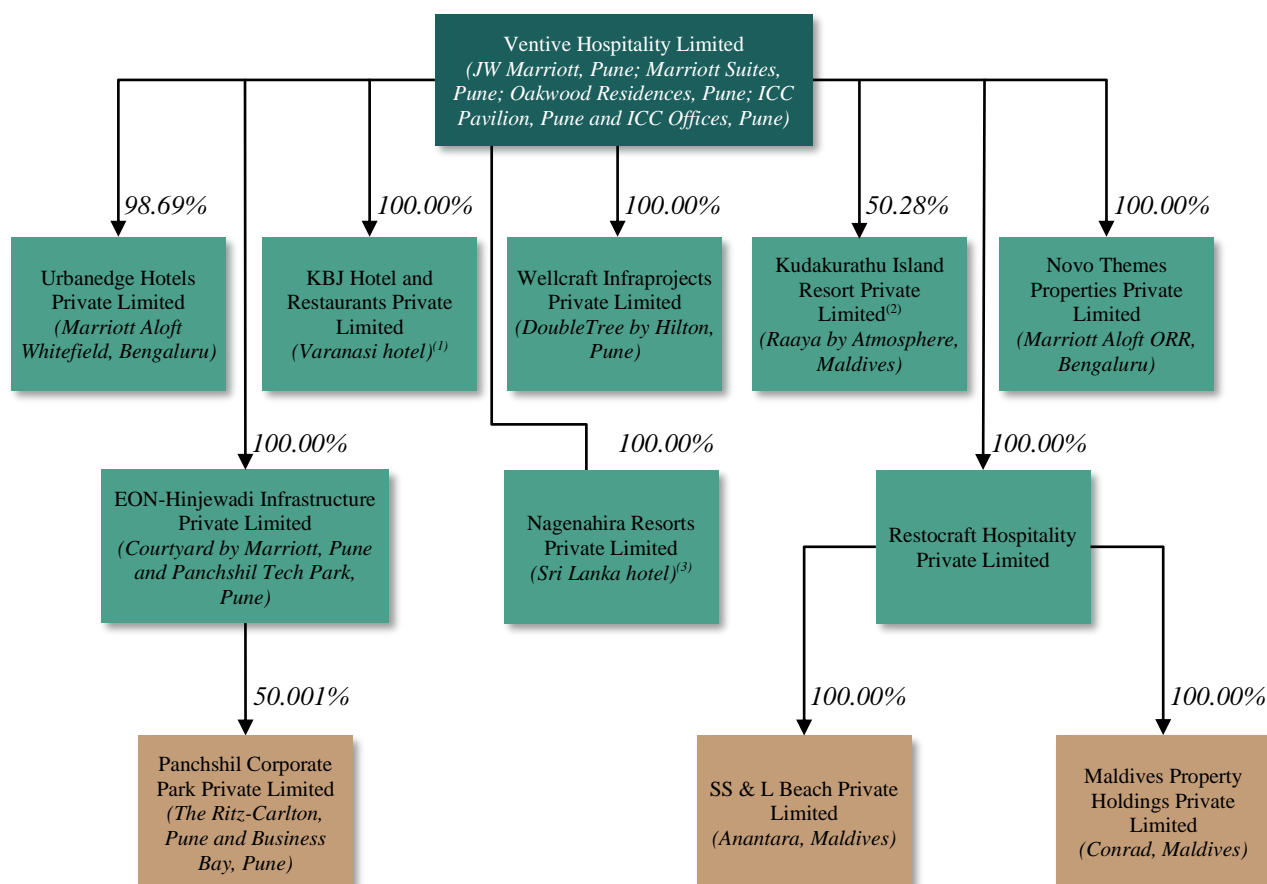 Ventive Hospitality Limited
(JW Marriott, Pune; Marriott Suites,
Pune; Oakwood Residences, Pune; ICC
Pavilion, Pune and ICC Offices, Pune)
98.69%
100.00%
100.00%
50.28%
100.00%
Urbanedge Hotels
Private Limited
(Marriott Aloft
Whitefield, Bengaluru)
KBJ Hotel and
Restaurants Private
Limited
(Varanasi hotel)(1)
Wellcraft Infraprojects
Private Limited
(DoubleTree by Hilton,
Pune)
Kudakurathu Island
Resort Private
Limited(2)
(Raaya by Atmosphere,
Maldives)
Novo Themes
Properties Private
Limited
(Marriott Aloft ORR,
Bengaluru)
100.00%
100.00%
100.00%
EON-Hinjewadi Infrastructure
Private Limited
(Courtyard by Marriott, Pune
and Panchshil Tech Park,
Pune)
Nagenahira Resorts
Private Limited
(Sri Lanka hotel)(3)
Restocraft Hospitality
Private Limited
50.001%
100.00%
100.00%
Panchshil Corporate
Park Private Limited
(The Ritz-Carlton,
Pune and Business
Bay, Pune)
SS & L Beach Private
Limited
(Anantara, Maldives)
Maldives Property
Holdings Private
Limited
(Conrad, Maldives)